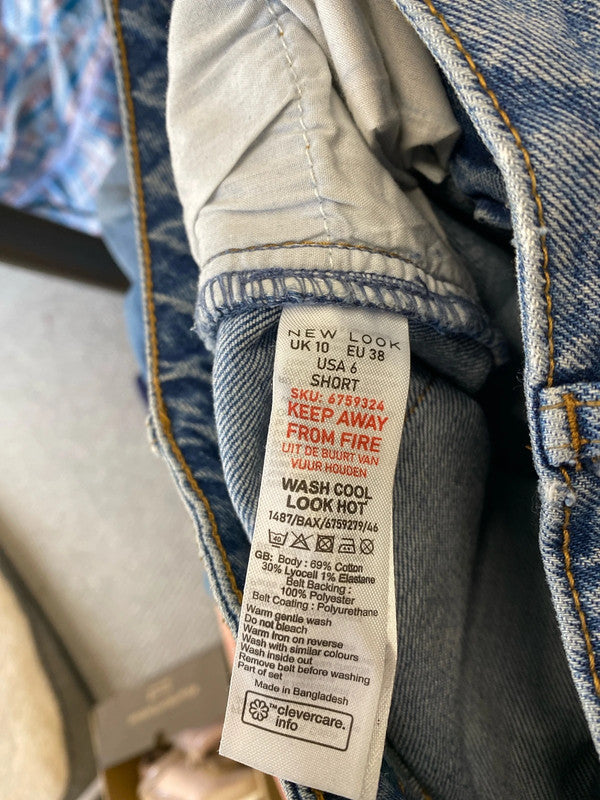 NEW LOOK
UK 10 EU 38
USA 6
SHORT
SKU: 6759324
KEEP AWAY
FROM FIRE
UIT DE BUURT VAN
VUUR HOUDEN
WASH COOL
LOOK HOT
1487/BAX/6759279/46
40
GB: Body : 69% Cotton
30% Lyocell 1% Elastane
Belt Backing :
100% Polyester
Belt Coating : Polyurethane
Warm gentle wash
Do not bleach
Warm Iron on reverse
Wash with similar colours
Wash inside out
Remove belt before washing
Part of set
Made in Bangladesh
™clevercare.
info